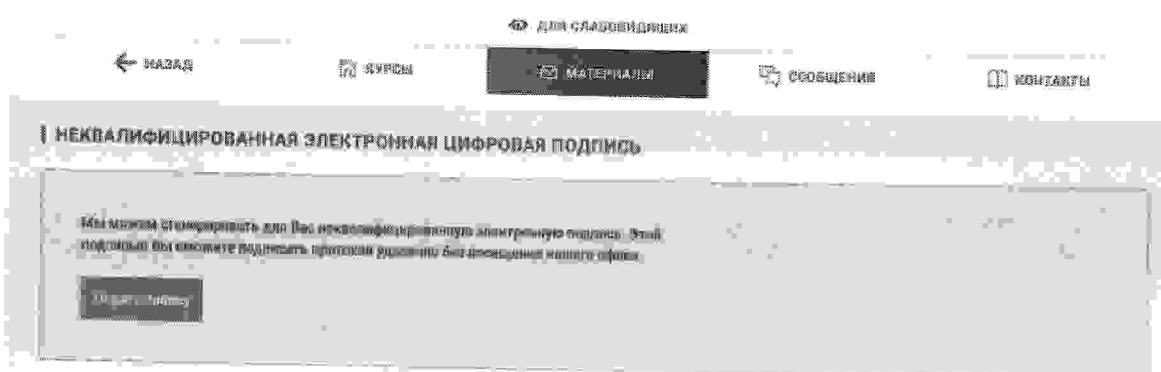 ДЛЯ СЛАБОВИДЯЩИХ
НАЗАД
КУРСЫ
МАТЕРИАЛЫ
СООБЩЕНИЯ
КОНТАКТЫ
НЕКВАЛИФИЦИРОВАННАЯ ЭЛЕКТРОННАЯ ЦИФРОВАЯ ПОДПИСЬ
Мы можем сгенерировать для Вас неквалифицированную электронную подпись. Этой
подписью Вы сможете подписать протокол удаленно без посещения нашего офиса.